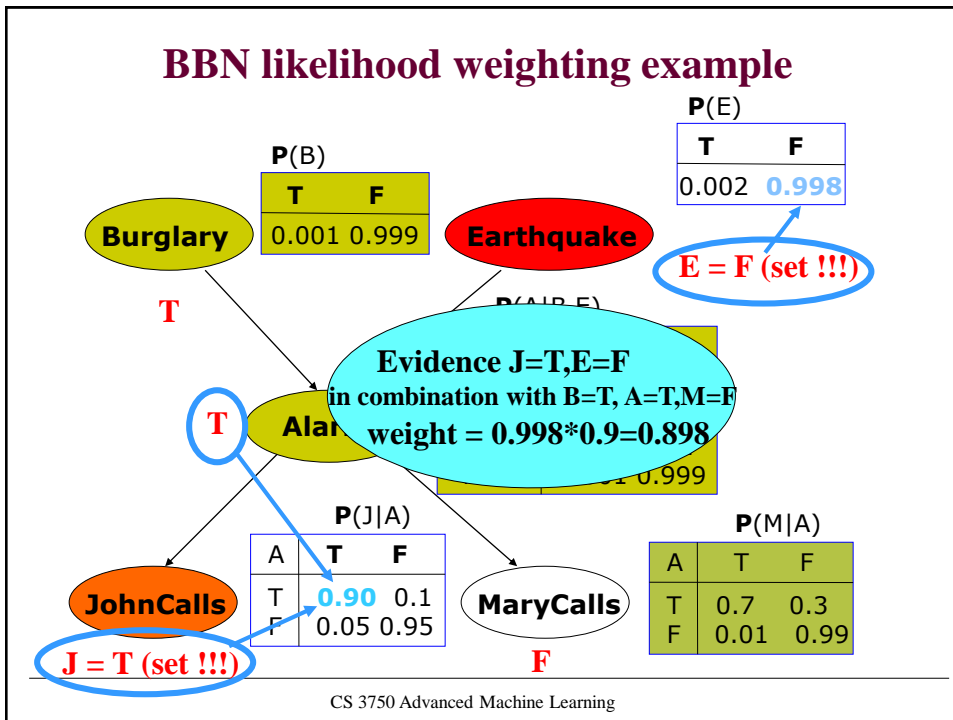 BBN likelihood weighting example
P(E)
T F
0.002 0.998
P(B)
T F
0.001 0.999
Burglary
Earthquake
E = F (set !!!)
T
P(A|B,E)
Evidence J=T,E=F
in combination with B=T, A=T,M=F
weight = 0.998*0.9=0.898
T
0.999
P(J|A)
A T F
T 0.90 0.1
F 0.05 0.95
P(M|A)
A T F
T 0.7 0.3
F 0.01 0.99
JohnCalls
MaryCalls
J = T (set !!!)
F
CS 3750 Advanced Machine Learning